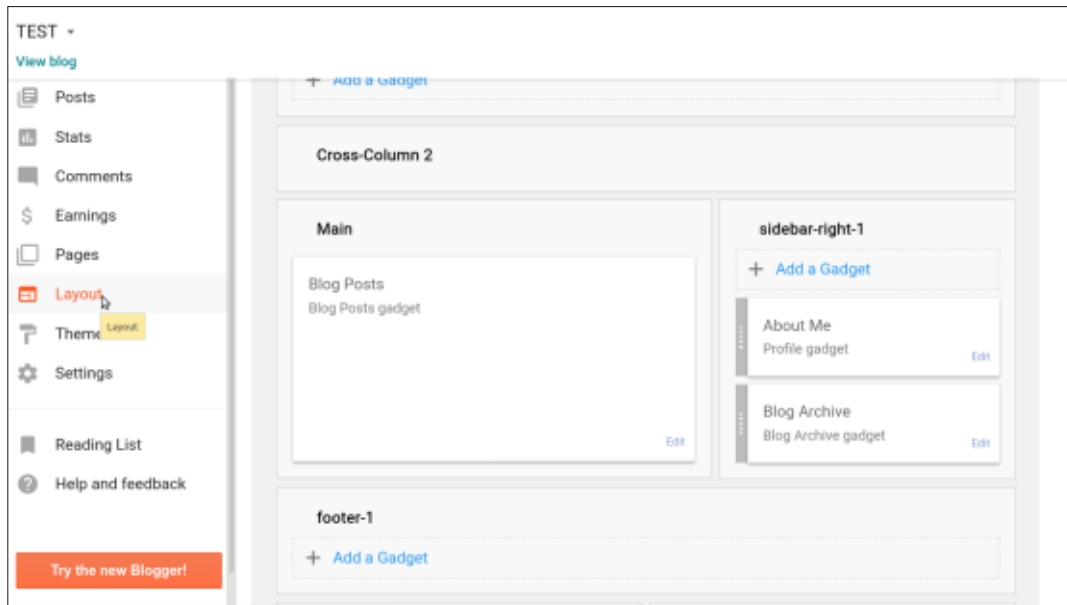 TEST
View blog
Posts
Stats
Comments
Earnings
Pages
Layout
Layout
Theme
Settings
Reading List
Help and feedback
Try the new Blogger!
Add a Gadget
Cross-Column 2
Main
Blog Posts
Blog Posts gadget
Edit
sidebar-right-1
Add a Gadget
About Me
Profile gadget
Edit
Blog Archive
Blog Archive gadget
Edit
footer-1
Add a Gadget